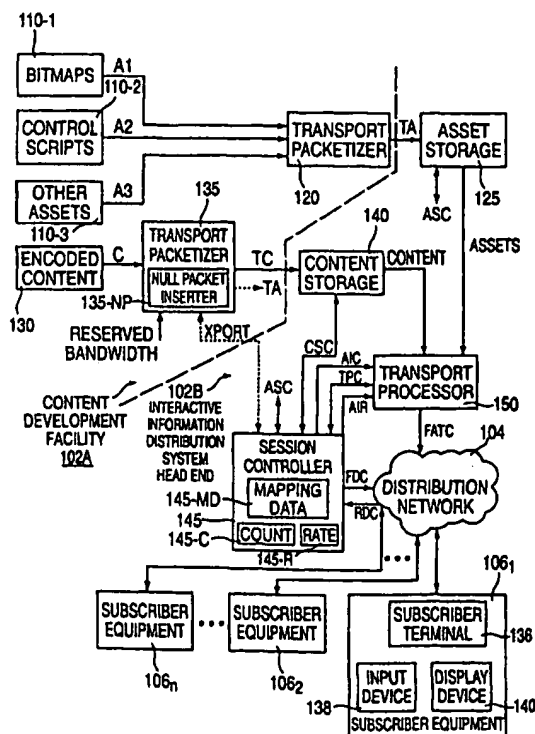 110-1
BITMAPS
A1
110-2
CONTROL
SCRIPTS
A2
TRANSPORT
PACKETIZER
120
TA
ASSET
STORAGE
125
OTHER
ASSETS
A3
110-3
135
ASC
140
ASSETS
ENCODED
CONTENT
130
C
TRANSPORT
PACKETIZER
NULL PACKET
INSERTER
135-NP
TC
TA
CONTENT
STORAGE
CONTENT
RESERVED
BANDWIDTH
XPORT
CSC
AIC
TPC
AIR
TRANSPORT
PROCESSOR
150
102B
ASC
INTERACTIVE
INFORMATION
DISTRIBUTION
SYSTEM
HEAD END
CONTENT
DEVELOPMENT
FACILITY
102A
FATC
104
SESSION
CONTROLLER
145-MD
MAPPING
DATA
145
COUNT
RATE
145-C
145-R
FDC
RDC
DISTRIBUTION
NETWORK
SUBSCRIBER
EQUIPMENT
106n
SUBSCRIBER
EQUIPMENT
1062
1061
SUBSCRIBER
TERMINAL
136
INPUT
DEVICE
138
DISPLAY
DEVICE
140
SUBSCRIBER EQUIPMENT